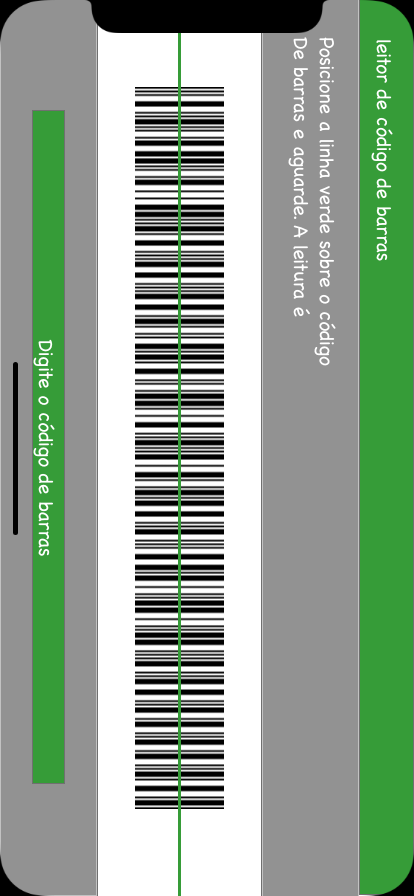 leitor de código de barras
Posicione a linha verde sobre o código
De barras e aguarde. A leitura é
Digite o código de barras